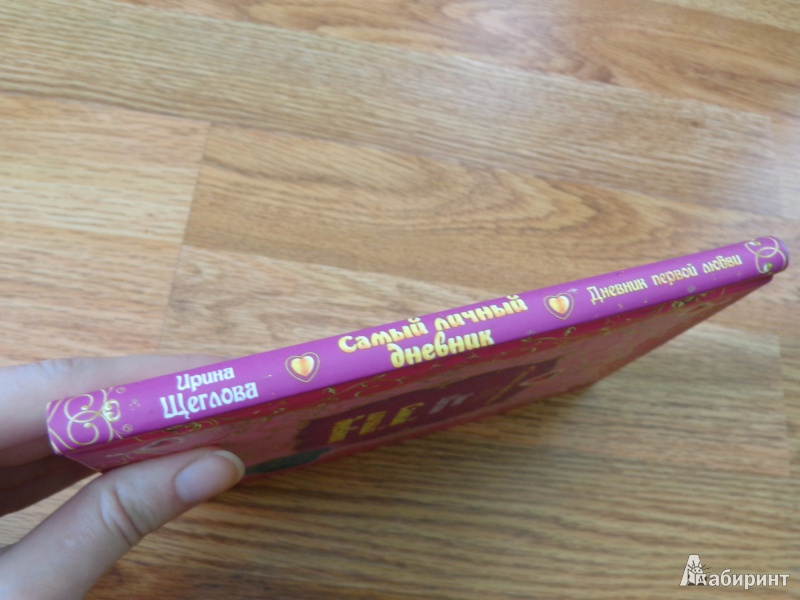 Ирина
Щеглова
Самый личный
дневник
Дневник первой любви
Лабиринт